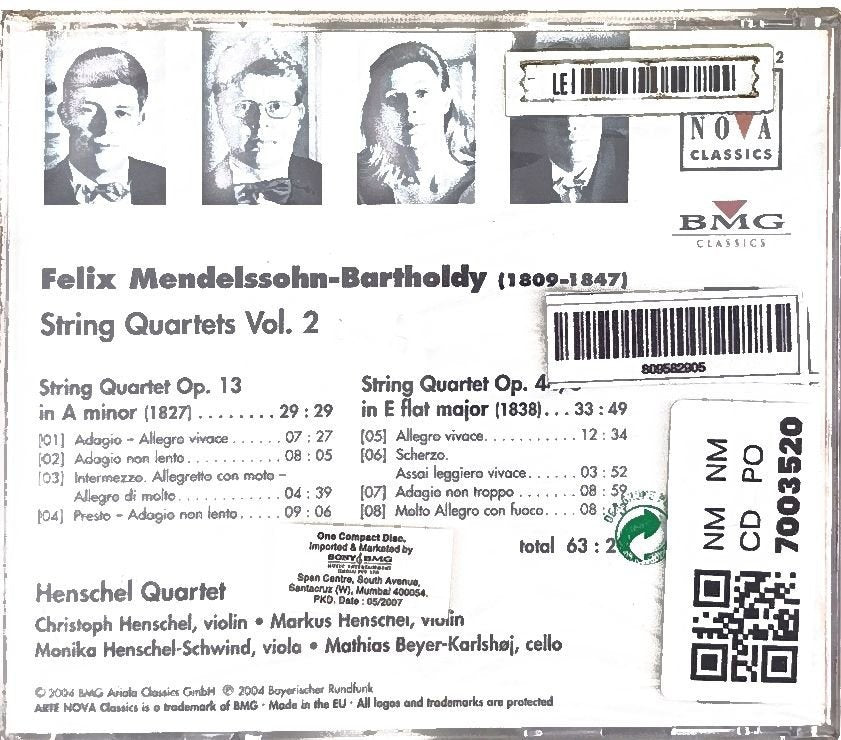 LE
2
NOVA
CLASSICS
BMG
CLASSICS
Felix Mendelssohn-Bartholdy (1809-1847)
String Quartets Vol. 2
809582905
String Quartet Op. 13
in A minor (1827) ........ 29 : 29
[01] Adagio – Allegro vivace ...... 07 : 27
[02] Adagio non lento ........... 08 : 05
[03] Intermezzo. Allegretto con moto –
Allegro di molto ............ 04 : 39
[04] Presto – Adagio non lento ..... 09 : 06
String Quartet Op. 4
in E flat major (1838) ... 33 : 49
[05] Allegro vivace .......... 12 : 34
[06] Scherzo.
Assai leggiero vivace ...... 03 : 52
[07] Adagio non troppo ....... 08 : 59
[08] Molto Allegro con fuoco .... 08 :
total 63 : 2
NM NM
CD PO
7003520
One Compact Disc.
Imported & Marketed by
SONY BMG
MUSIC ENTERTAINMENT
Span Centre, South Avenue,
Santacruz (W), Mumbai 400054.
PKD. Date : 05/2007
Henschel Quartet
Christoph Henschel, violin • Markus Henschel, violin
Monika Henschel-Schwind, viola • Mathias Beyer-Karlshøj, cello
© 2004 BMG Ariola Classics GmbH ℗ 2004 Bayerischer Rundfunk
ARTE NOVA Classics is a trademark of BMG · Made in the EU · All logos and trademarks are protected